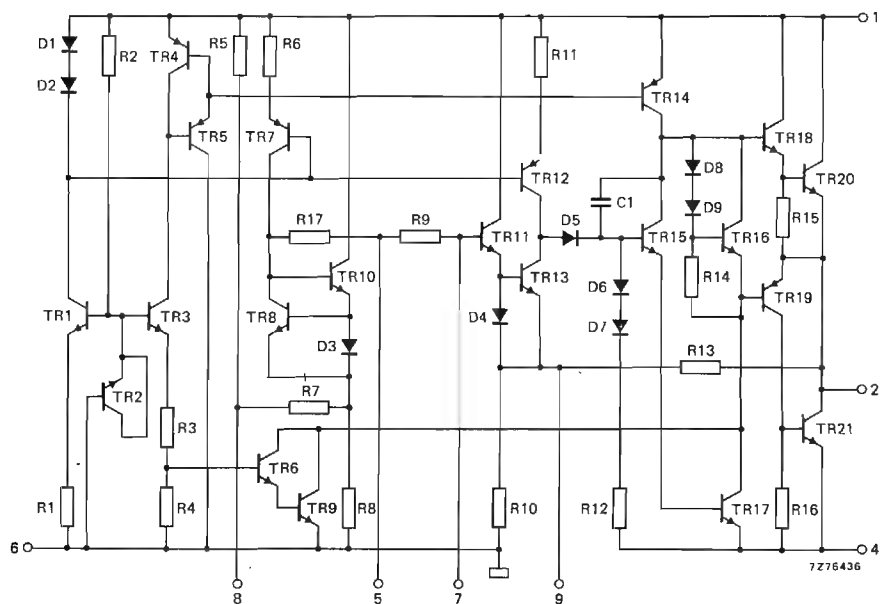 1
D1
R2
TR4
R5
R6
R11
D2
TR14
TR5
TR7
TR18
D8
TR12
TR20
C1
D9
R17
R9
D5
R15
TR11
TR15
TR16
TR10
TR13
R14
D6
TR19
TR1
TR3
TR8
D4
D3
D7
R13
TR2
R7
2
R3
TR21
TR6
R1
R4
TR9
R8
R10
R12
TR17
R16
6
4
7Z76436
8
5
7
9